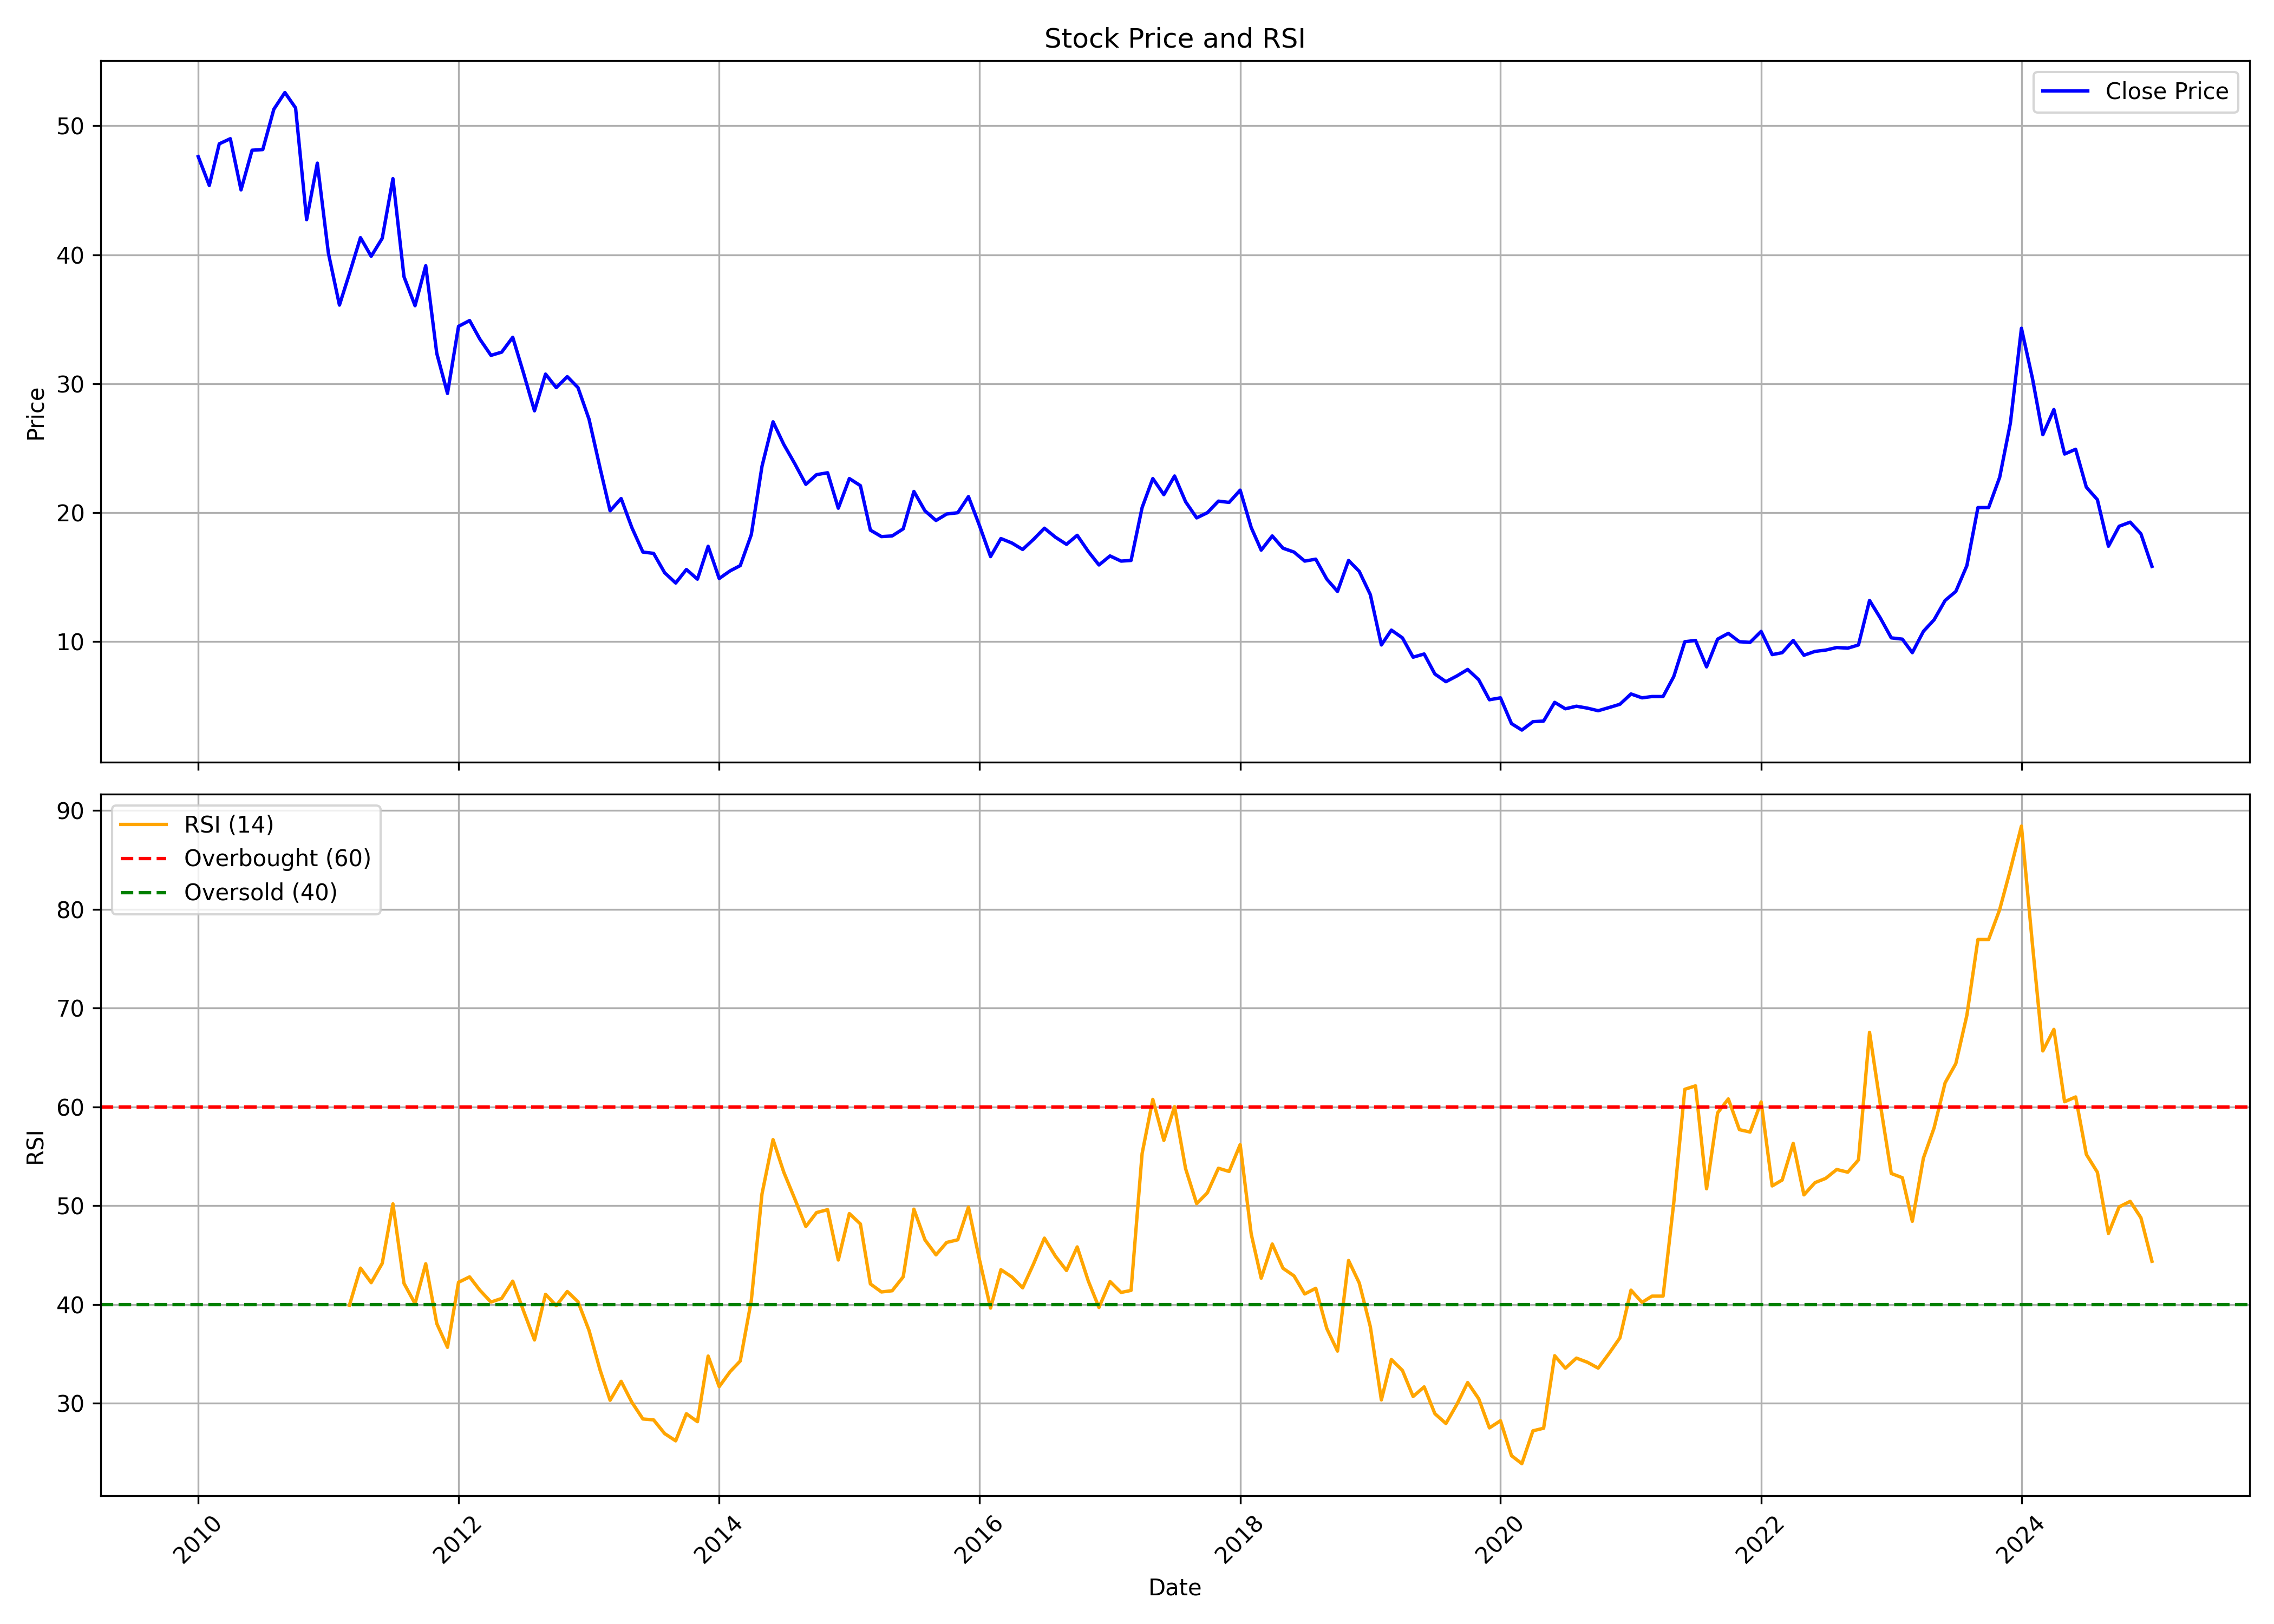 Stock Price and RSI
Close Price
50
40
30
20
10
Price
90
80
70
60
50
40
30
RSI
RSI (14)
Overbought (60)
Oversold (40)
2010
2012
2014
2016
2018
2020
2022
2024
Date